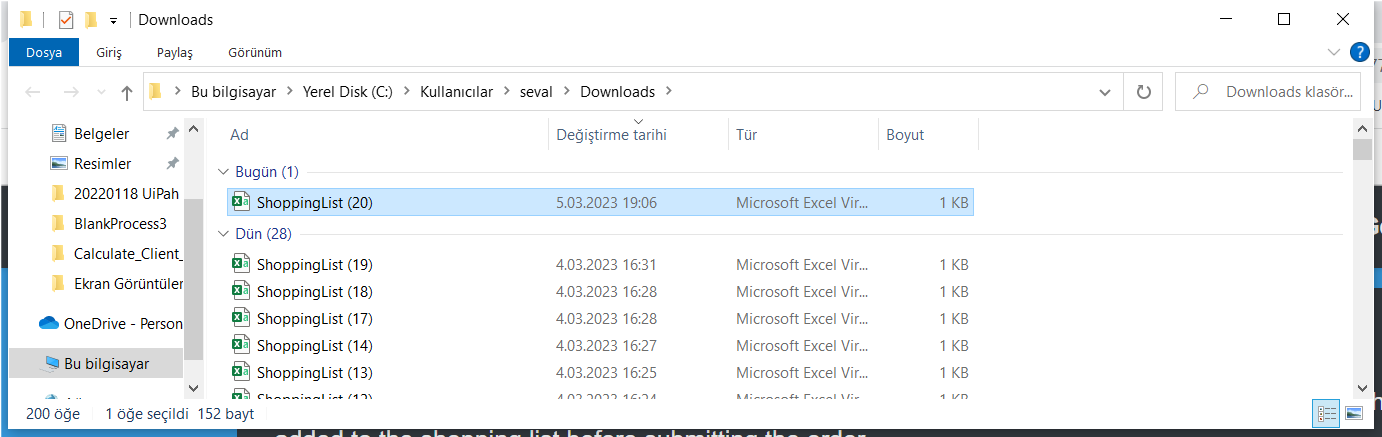 Downloads
Dosya Giriş Paylaş Görünüm
Bu bilgisayar Yerel Disk (C:) Kullanıcılar seval Downloads Downloads klasör...
Belgeler
Resimler
20220118 UiPah
BlankProcess3
Calculate_Client_
Ekran Görüntüler
OneDrive - Person
Bu bilgisayar
Ad Değiştirme tarihi Tür Boyut
Bugün (1)
ShoppingList (20) 5.03.2023 19:06 Microsoft Excel Vir... 1 KB
Dün (28)
ShoppingList (19) 4.03.2023 16:31 Microsoft Excel Vir... 1 KB
ShoppingList (18) 4.03.2023 16:28 Microsoft Excel Vir... 1 KB
ShoppingList (17) 4.03.2023 16:28 Microsoft Excel Vir... 1 KB
ShoppingList (14) 4.03.2023 16:27 Microsoft Excel Vir... 1 KB
ShoppingList (13) 4.03.2023 16:25 Microsoft Excel Vir... 1 KB
ShoppingList (12) 4.03.2023 16:24 Microsoft Excel Vir... 1 KB
200 öğe 1 öğe seçildi 152 bayt
added to the shopping list before submitting the order